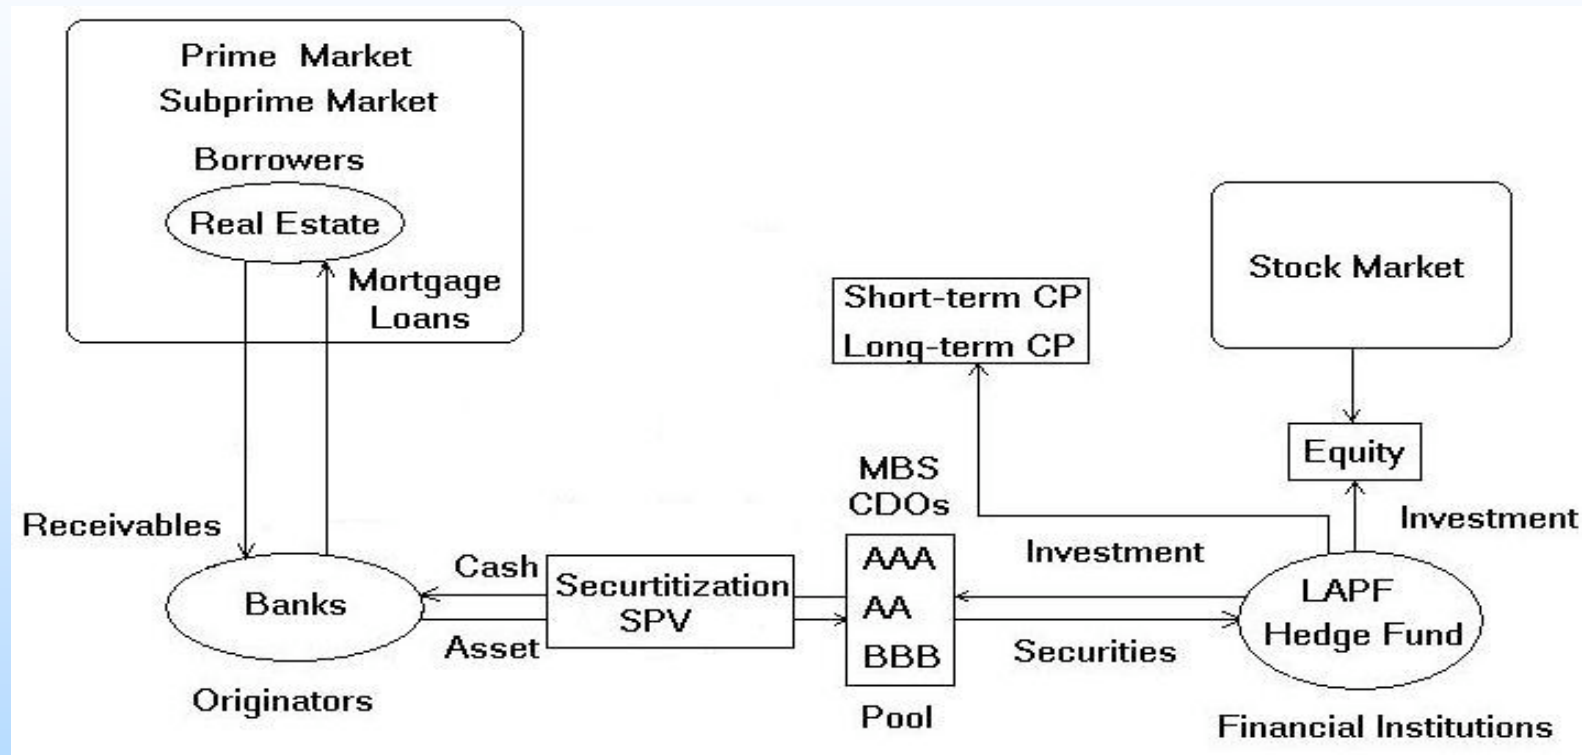 Prime Market
Subprime Market
Borrowers
Real Estate
Mortgage
Loans
Receivables
Banks
Originators
Cash
Asset
Securtitization
SPV
MBS
CDOs
AAA
AA
BBB
Pool
Short-term CP
Long-term CP
Investment
Securities
Stock Market
Equity
Investment
LAPF
Hedge Fund
Financial Institutions